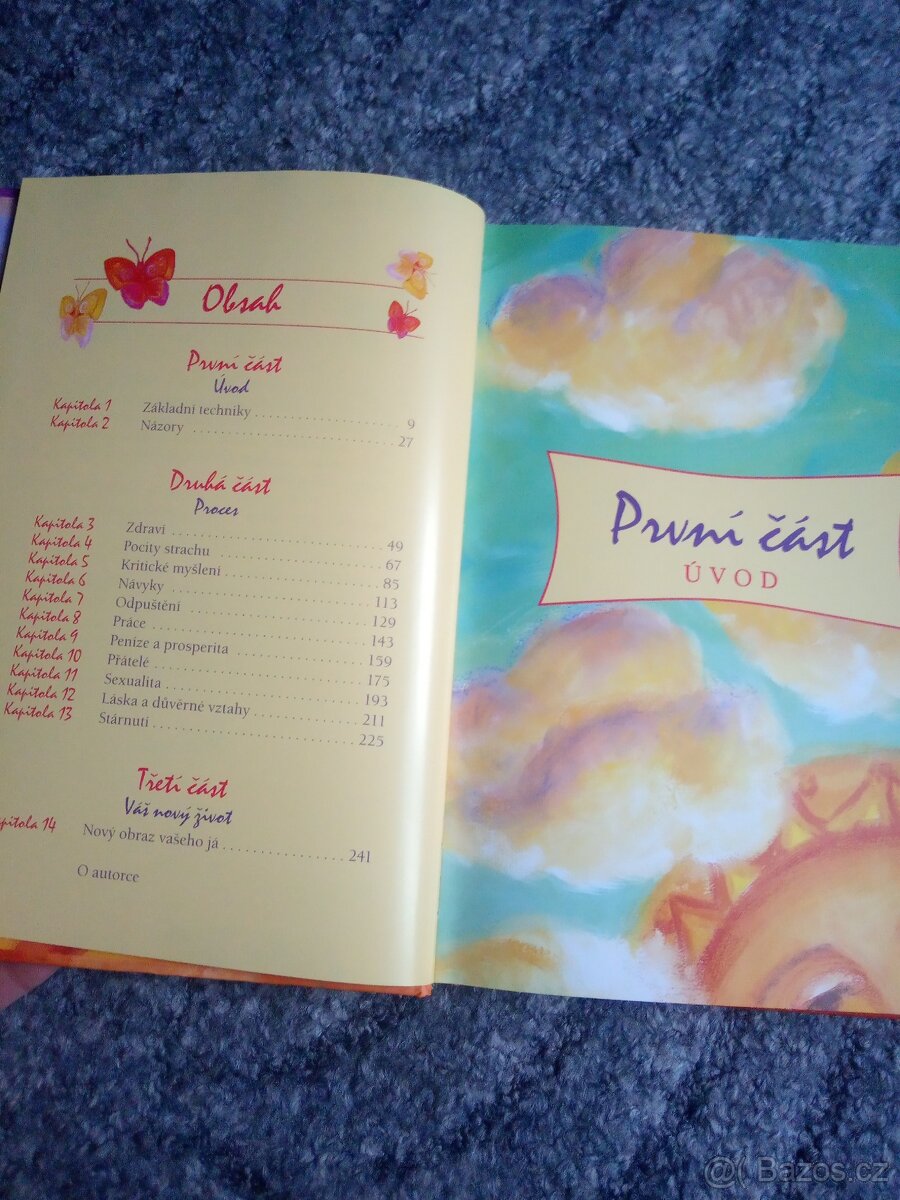 Obsah
První část
Úvod
Kapitola 1 Základní techniky 9
Kapitola 2 Názory 27
Druhá část
Proces
Kapitola 3 Zdraví 49
Kapitola 4 Pocity strachu 67
Kapitola 5 Kritické myšlení 85
Kapitola 6 Návyky 113
Kapitola 7 Odpuštění 129
Kapitola 8 Práce 143
Kapitola 9 Peníze a prosperita 159
Kapitola 10 Přátelé 175
Kapitola 11 Sexualita 193
Kapitola 12 Láska a důvěrné vztahy 211
Kapitola 13 Stárnutí 225
Třetí část
Váš nový život
pitola 14 Nový obraz vašeho já 241
O autorce
První část
ÚVOD
@ Bazos.cz